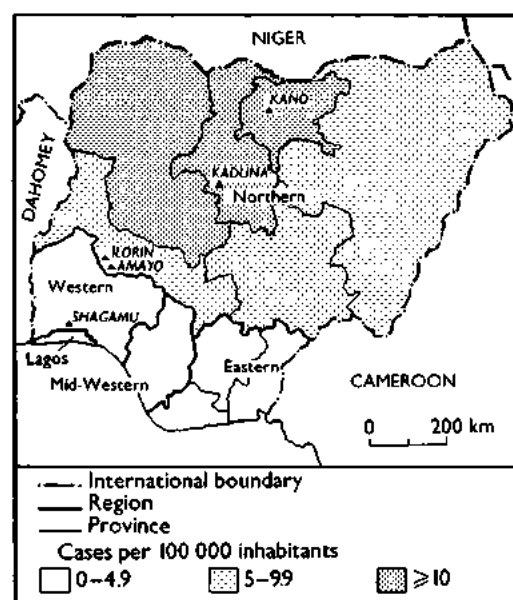 NIGER
KANO
DAHOMEY
KADUNA
Northern
RORIN
AMAYO
Western
SHAGAMU
Lagos
Eastern
Mid-Western
CAMEROON
0 200 km
International boundary
Region
Province
Cases per 100 000 inhabitants
0-4.9 5-9.9 ≥10